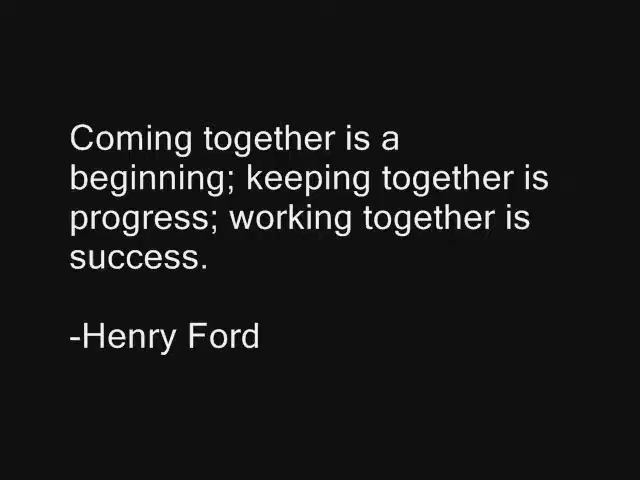 Coming together is a
beginning; keeping together is
progress; working together is
success.
-Henry Ford